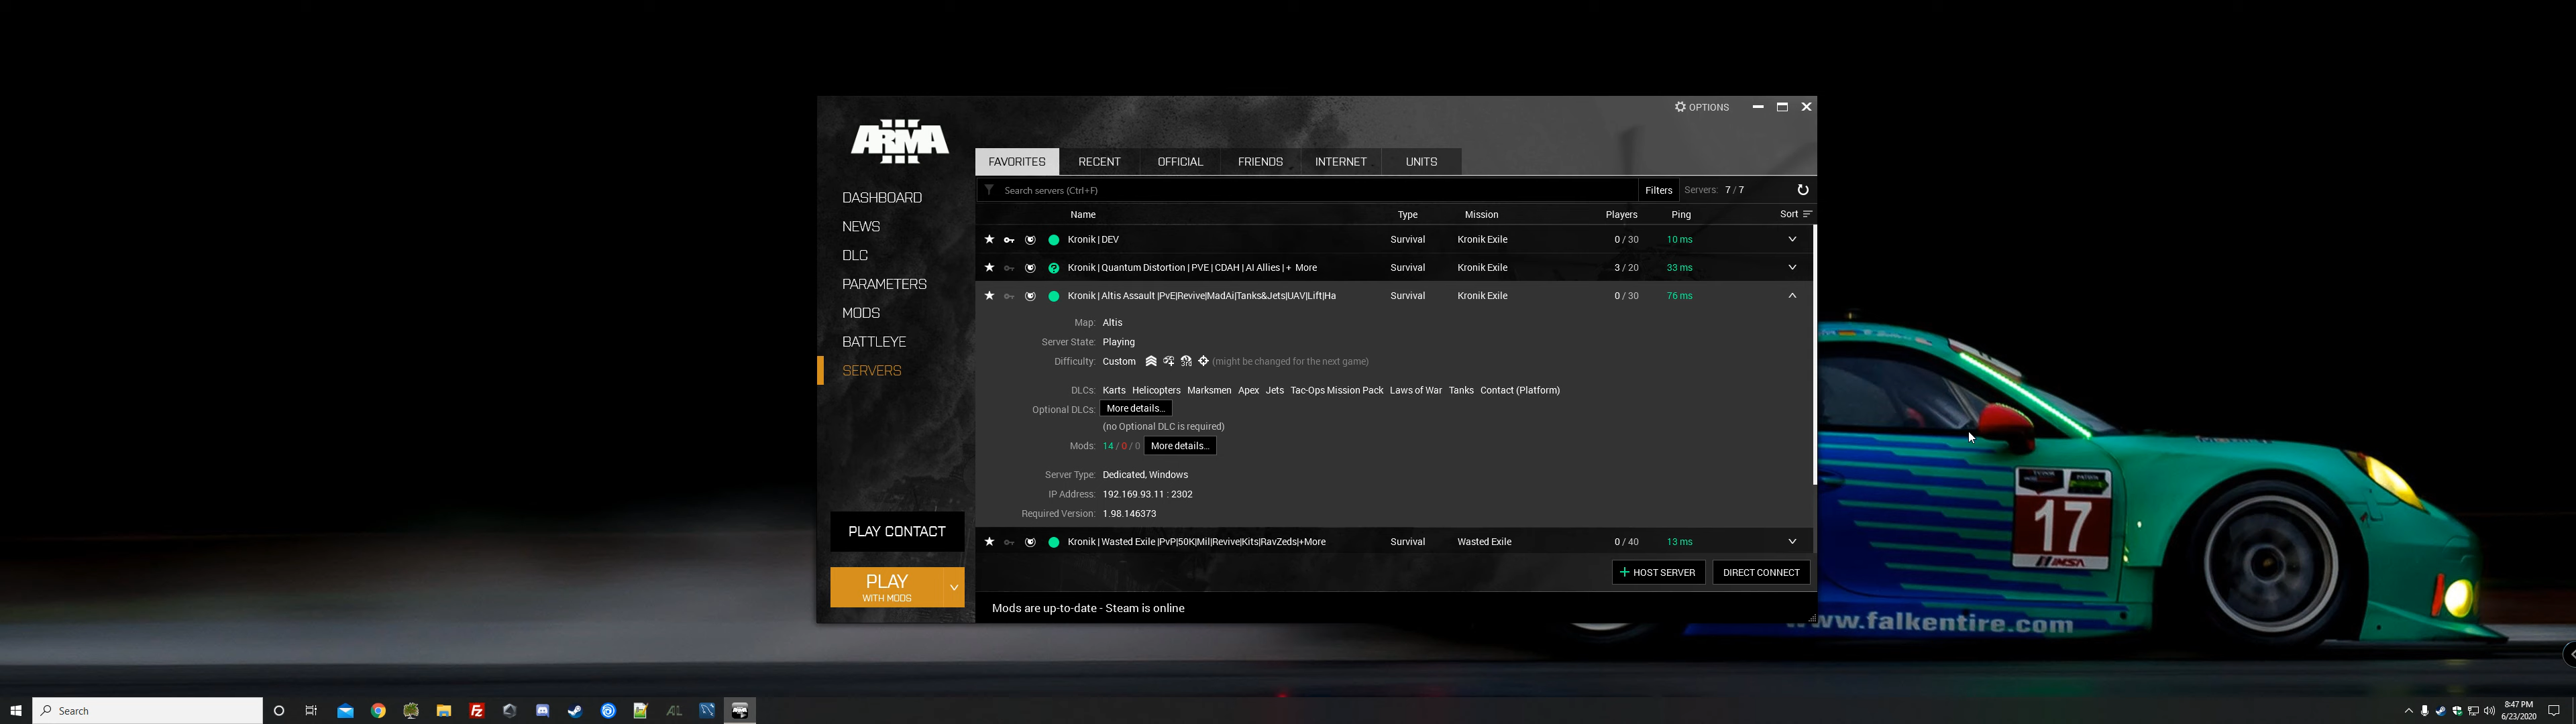 OPTIONS
ARMA III
FAVORITES RECENT OFFICIAL FRIENDS INTERNET UNITS
Search servers (Ctrl+F) Filters Servers: 7 / 7
Name Type Mission Players Ping Sort
Kronik | DEV Survival Kronik Exile 0 / 30 10 ms
Kronik | Quantum Distortion | PVE | CDAH | AI Allies | + More Survival Kronik Exile 3 / 20 33 ms
Kronik | Altis Assault |PvE|Revive|MadAi|Tanks&Jets|UAV|Lift|Ha Survival Kronik Exile 0 / 30 76 ms
Map: Altis
Server State: Playing
Difficulty: Custom (might be changed for the next game)
DLCs: Karts Helicopters Marksmen Apex Jets Tac-Ops Mission Pack Laws of War Tanks Contact (Platform)
Optional DLCs: More details...
(no Optional DLC is required)
Mods: 14 / 0 / 0 More details...
Server Type: Dedicated, Windows
IP Address: 192.169.93.11 : 2302
Required Version: 1.98.146373
Kronik | Wasted Exile |PvP|50K|Mil|Revive|Kits|RavZeds|+More Survival Wasted Exile 0 / 40 13 ms
HOST SERVER DIRECT CONNECT
Mods are up-to-date - Steam is online
DASHBOARD
NEWS
DLC
PARAMETERS
MODS
BATTLEYE
SERVERS
PLAY CONTACT
PLAY
WITH MODS
17
IMSA
www.falkentire.com
Search
8:47 PM
6/23/2020